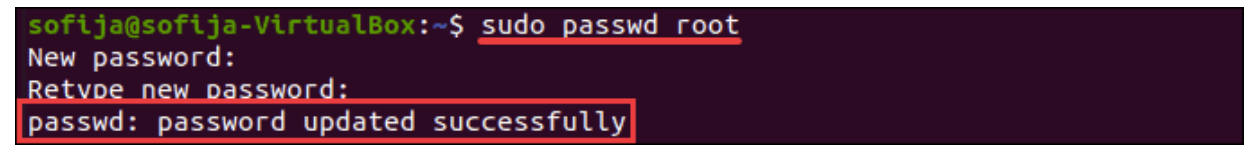 sofija@sofija-VirtualBox:~$ sudo passwd root
New password:
Retype new password:
passwd: password updated successfully